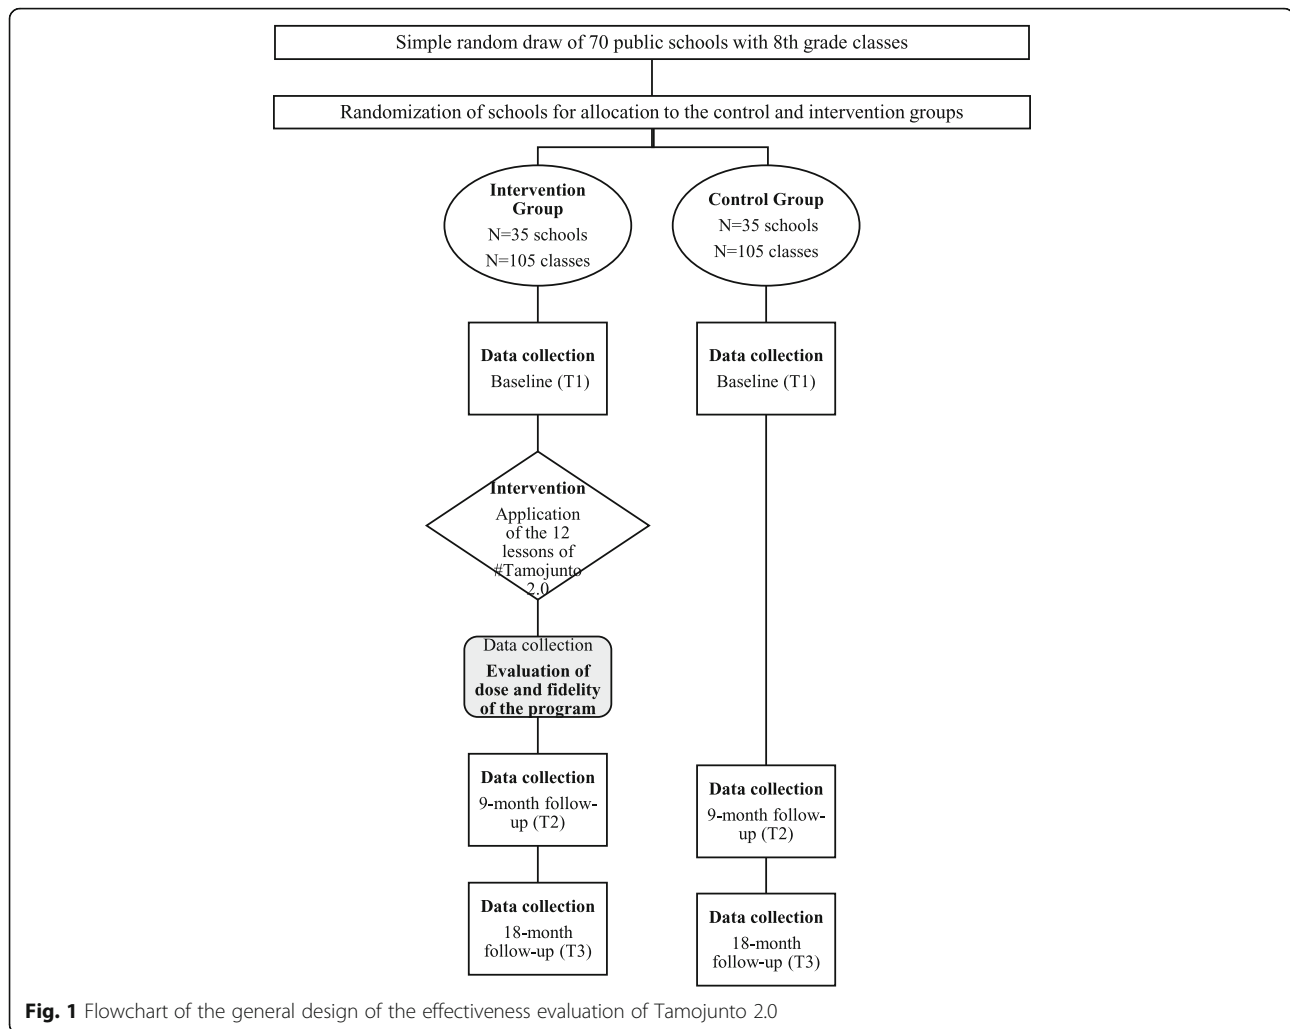 Simple random draw of 70 public schools with 8th grade classes
Randomization of schools for allocation to the control and intervention groups
Intervention
Group
N=35 schools
N=105 classes
Control Group
N=35 schools
N=105 classes
Data collection
Baseline (T1)
Data collection
Baseline (T1)
Intervention
Application
of the 12
lessons of
#Tamojunto
2.0
Data collection
Evaluation of
dose and fidelity
of the program
Data collection
9-month follow-
up (T2)
Data collection
9-month follow-
up (T2)
Data collection
18-month
follow-up (T3)
Data collection
18-month
follow-up (T3)
Fig. 1 Flowchart of the general design of the effectiveness evaluation of Tamojunto 2.0